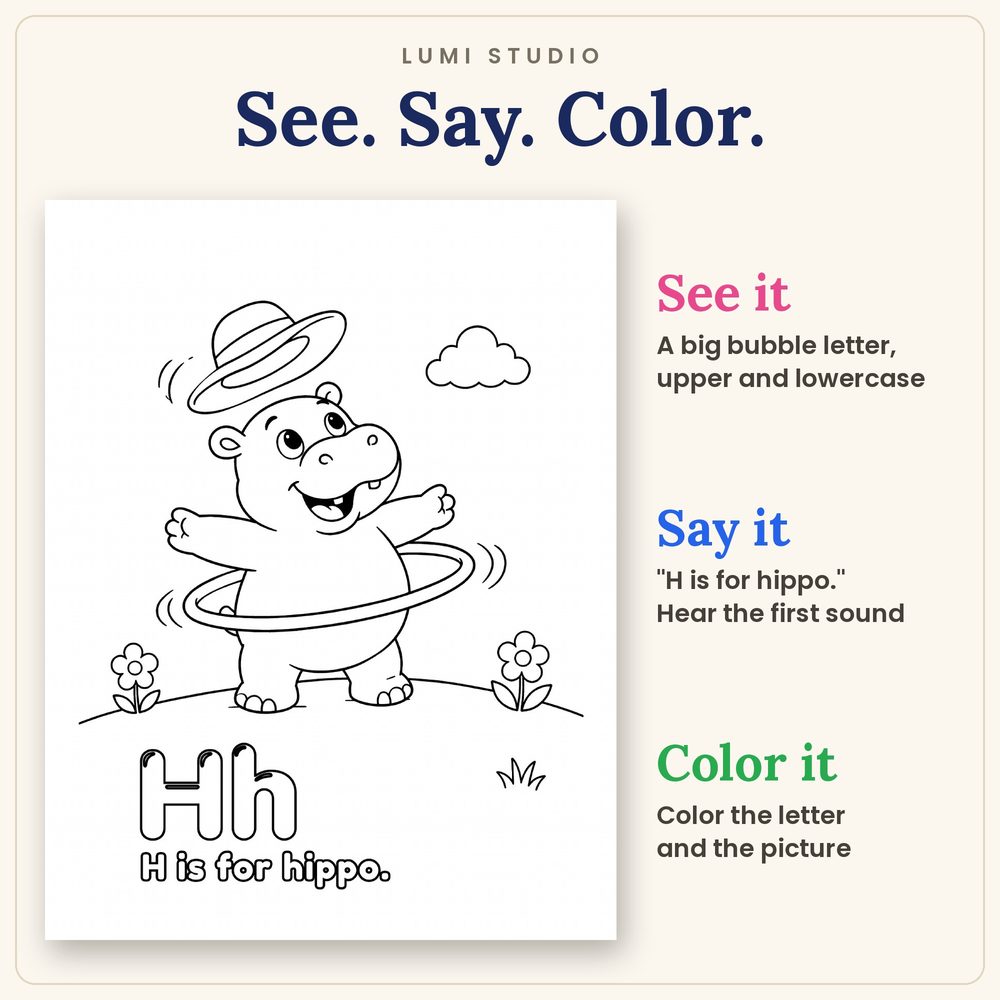 LUMI STUDIO
See. Say. Color.
See it
A big bubble letter,
upper and lowercase
Say it
"H is for hippo."
Hear the first sound
Color it
Color the letter
and the picture
Hh
H is for hippo.